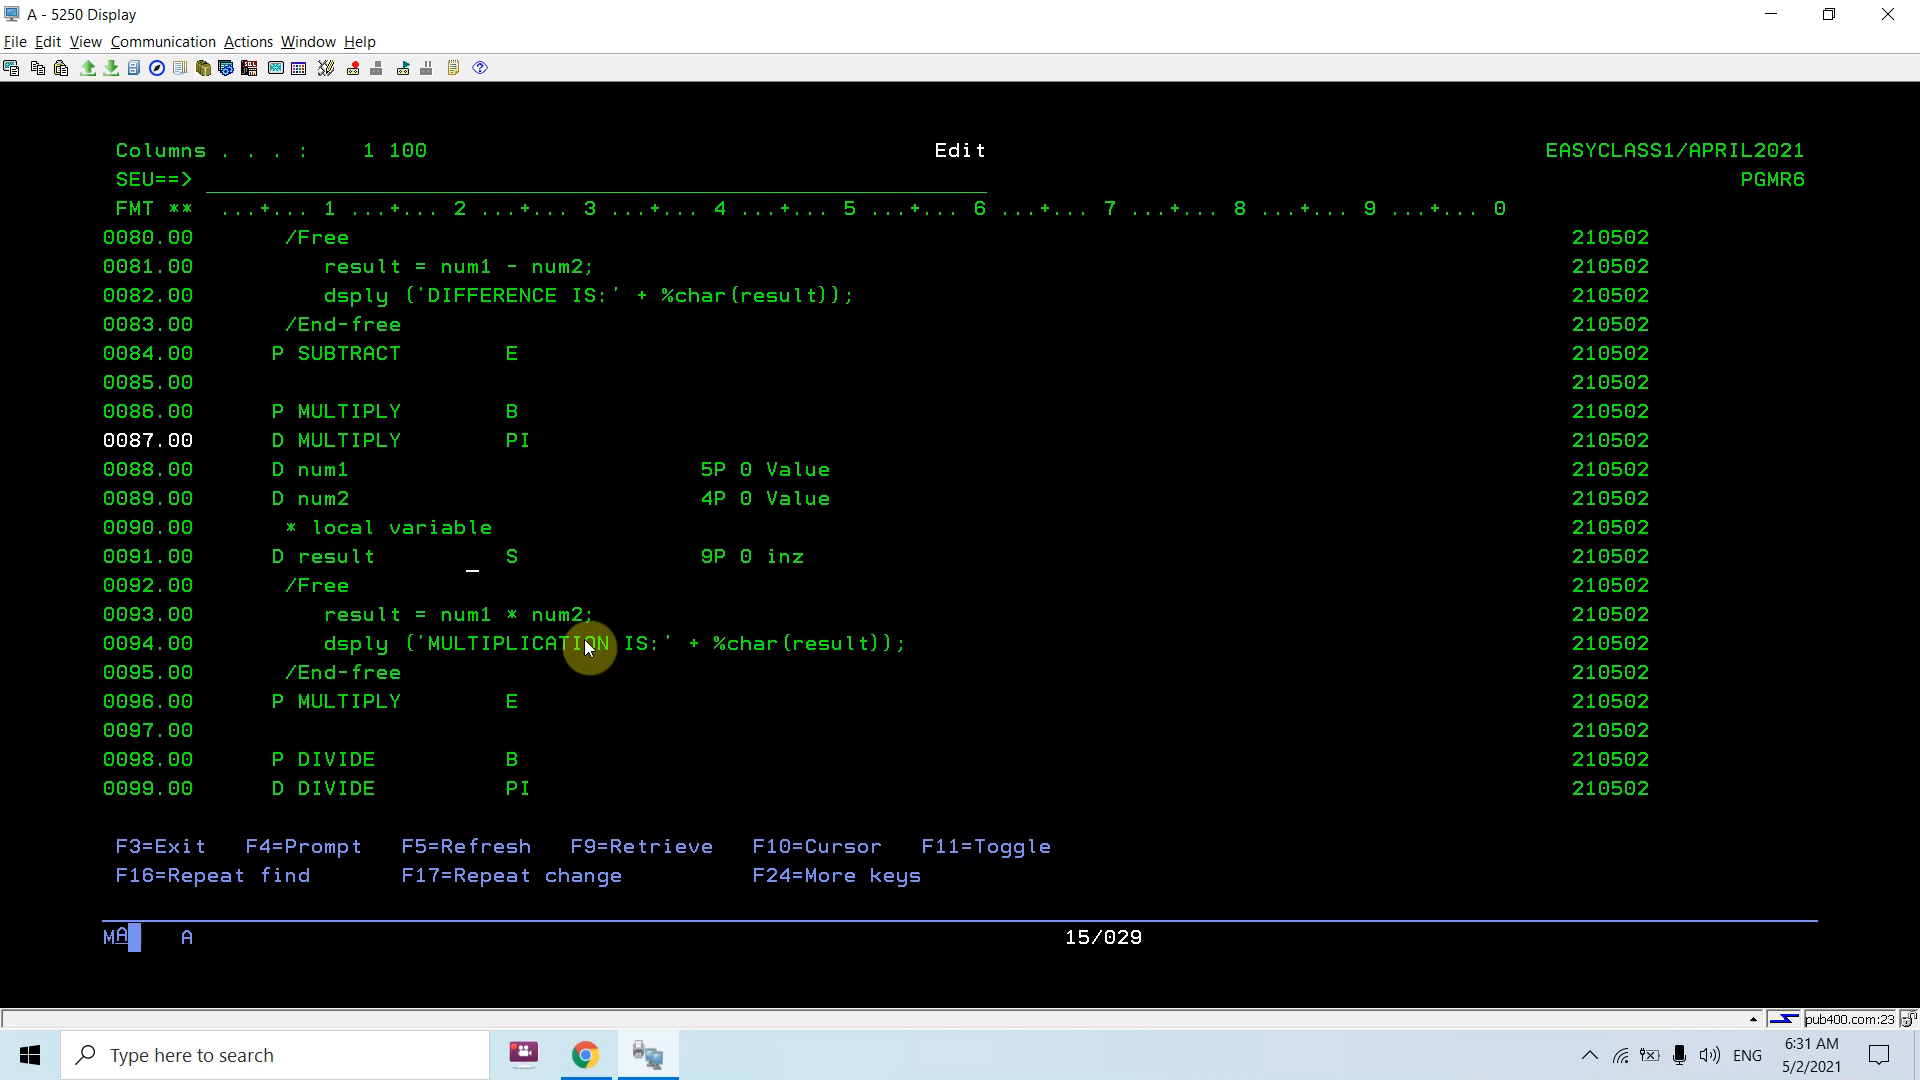 A - 5250 Display
File Edit View Communication Actions Window Help
Columns . . . : 1 100 Edit EASYCLASS1/APRIL2021
SEU==> PGMR6
FMT ** ...+... 1 ...+... 2 ...+... 3 ...+... 4 ...+... 5 ...+... 6 ...+... 7 ...+... 8 ...+... 9 ...+... 0
0080.00 /Free 210502
0081.00 result = num1 - num2; 210502
0082.00 dsply ('DIFFERENCE IS:' + %char(result)); 210502
0083.00 /End-free 210502
0084.00 P SUBTRACT E 210502
0085.00 210502
0086.00 P MULTIPLY B 210502
0087.00 D MULTIPLY PI 210502
0088.00 D num1 5P 0 Value 210502
0089.00 D num2 4P 0 Value 210502
0090.00 * local variable 210502
0091.00 D result _ S 9P 0 inz 210502
0092.00 /Free 210502
0093.00 result = num1 * num2; 210502
0094.00 dsply ('MULTIPLICATION IS:' + %char(result)); 210502
0095.00 /End-free 210502
0096.00 P MULTIPLY E 210502
0097.00 210502
0098.00 P DIVIDE B 210502
0099.00 D DIVIDE PI 210502
F3=Exit F4=Prompt F5=Refresh F9=Retrieve F10=Cursor F11=Toggle
F16=Repeat find F17=Repeat change F24=More keys
MA A 15/029
pub400.com:23
Type here to search ENG 6:31 AM
5/2/2021